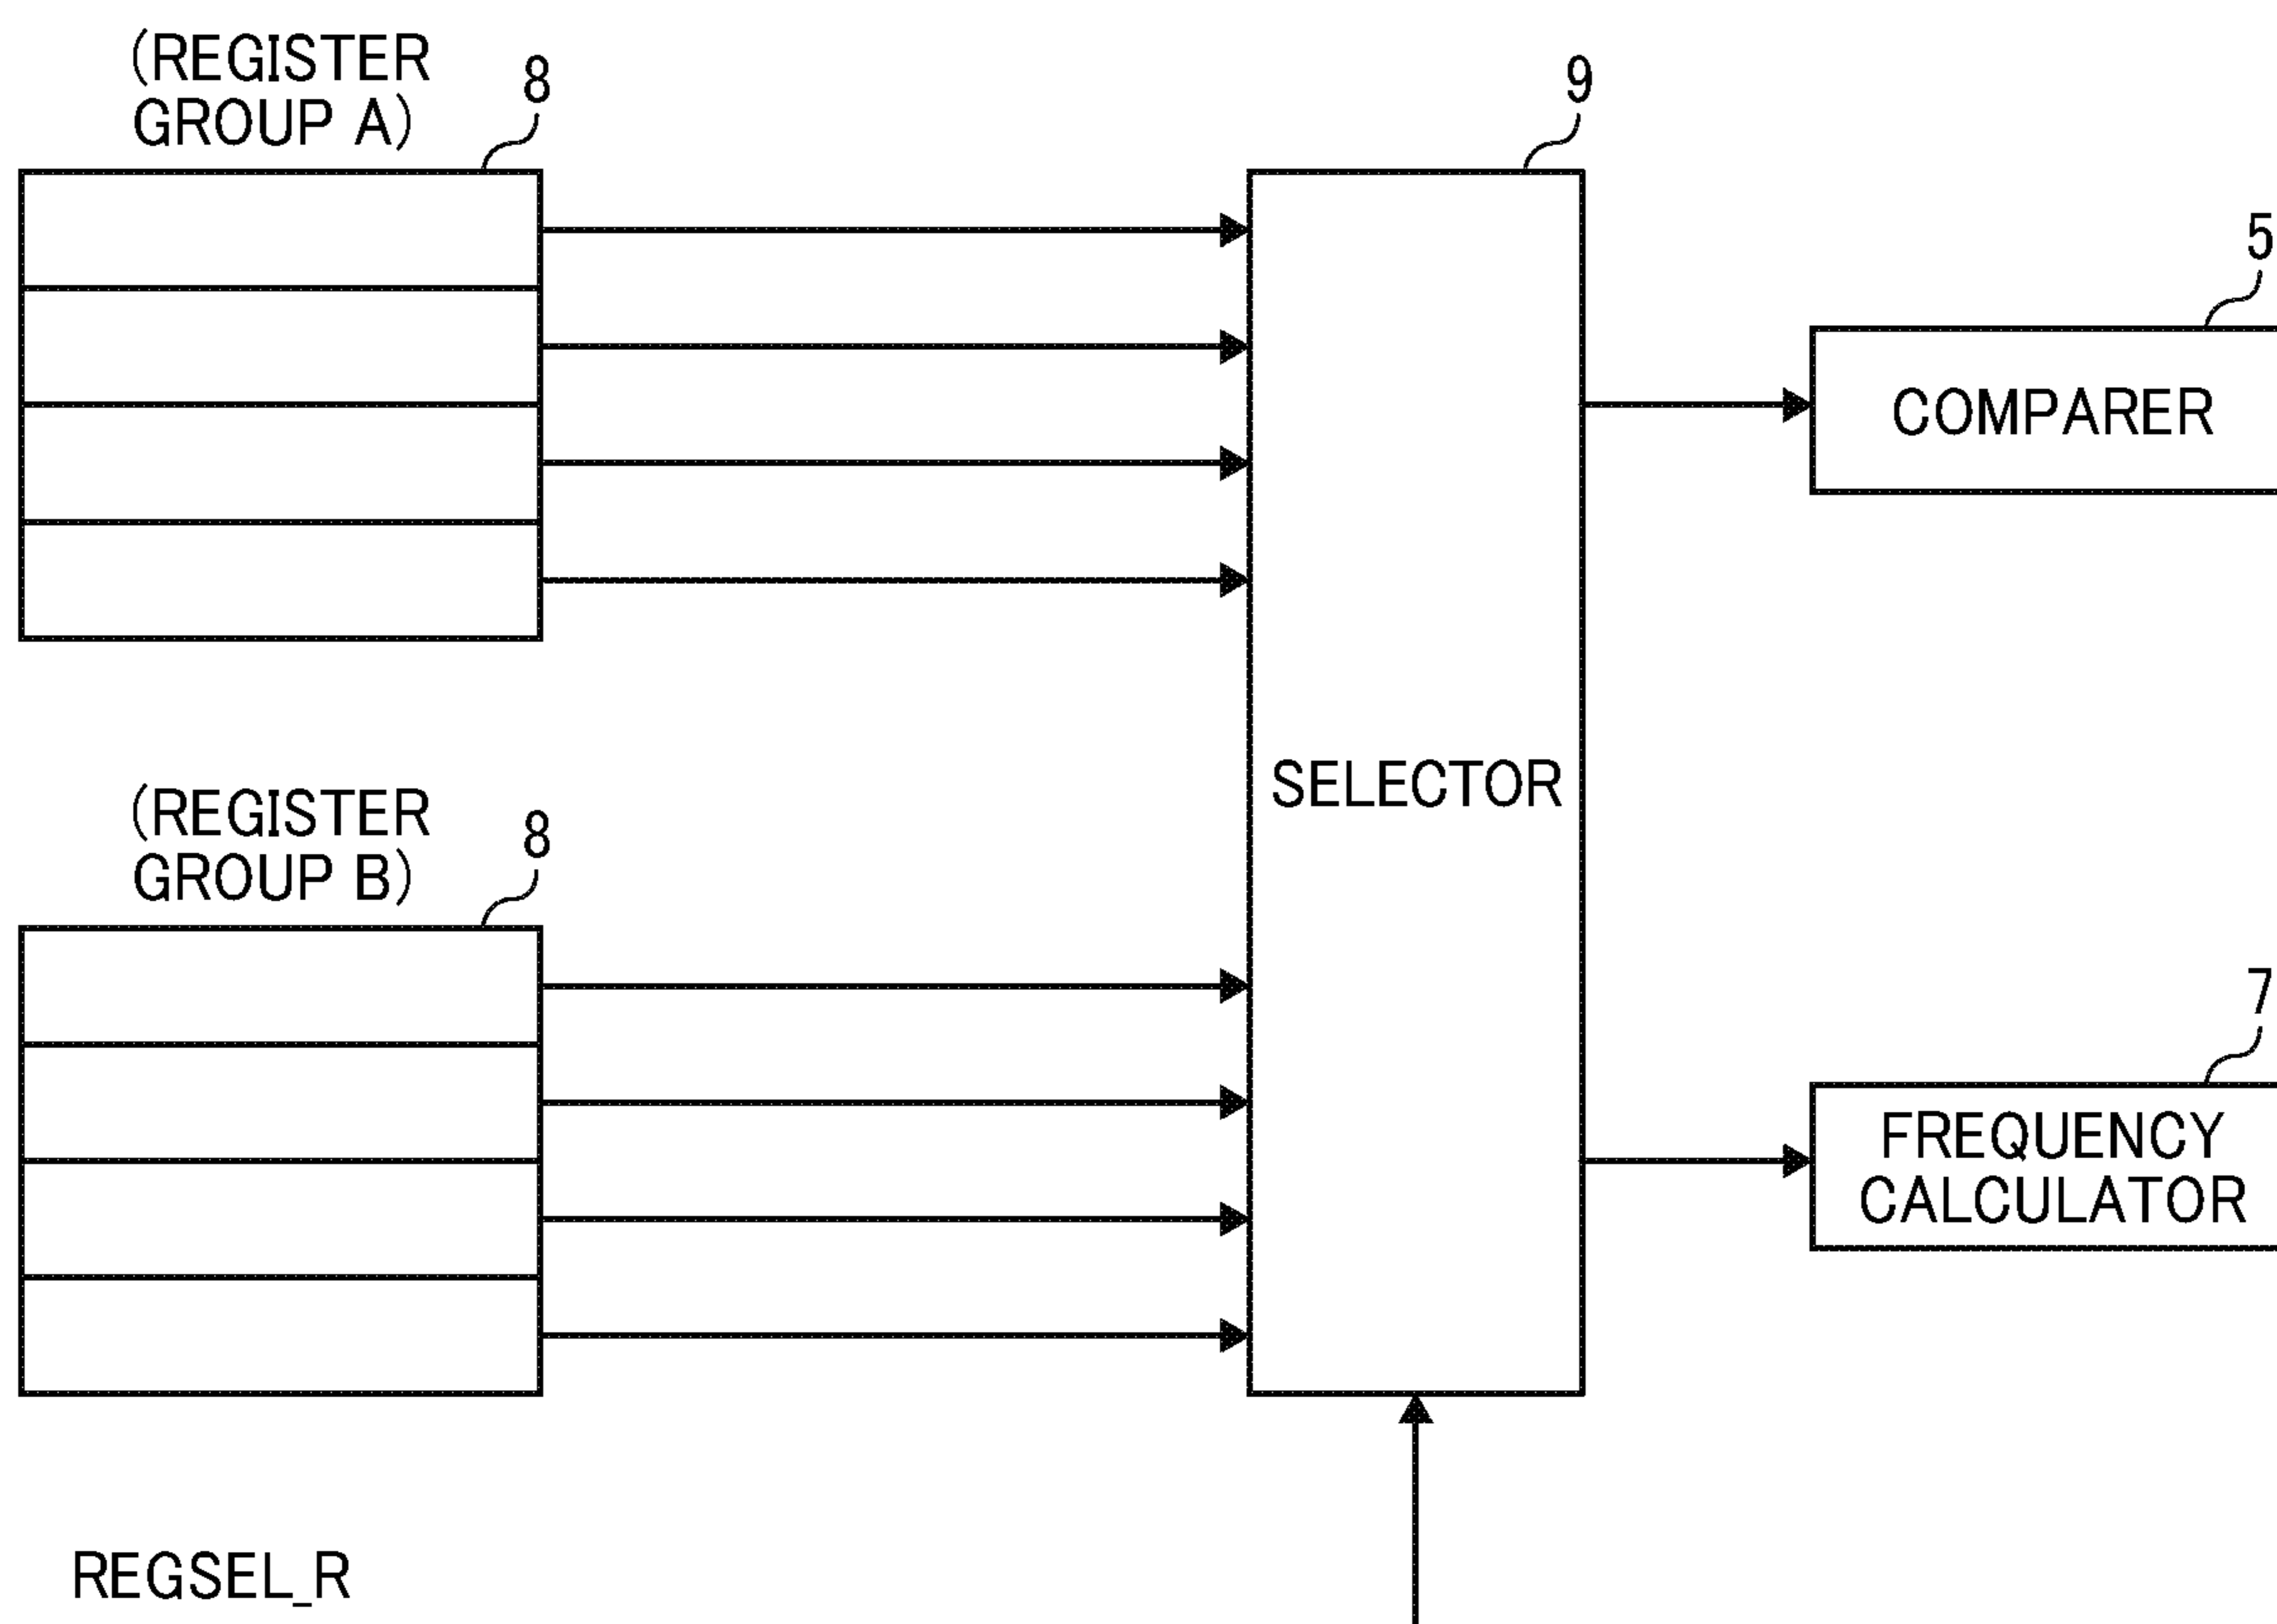 (REGISTER
GROUP A)
8
9
5
COMPARER
SELECTOR
(REGISTER
GROUP B)
8
7
FREQUENCY
CALCULATOR
REGSEL_R